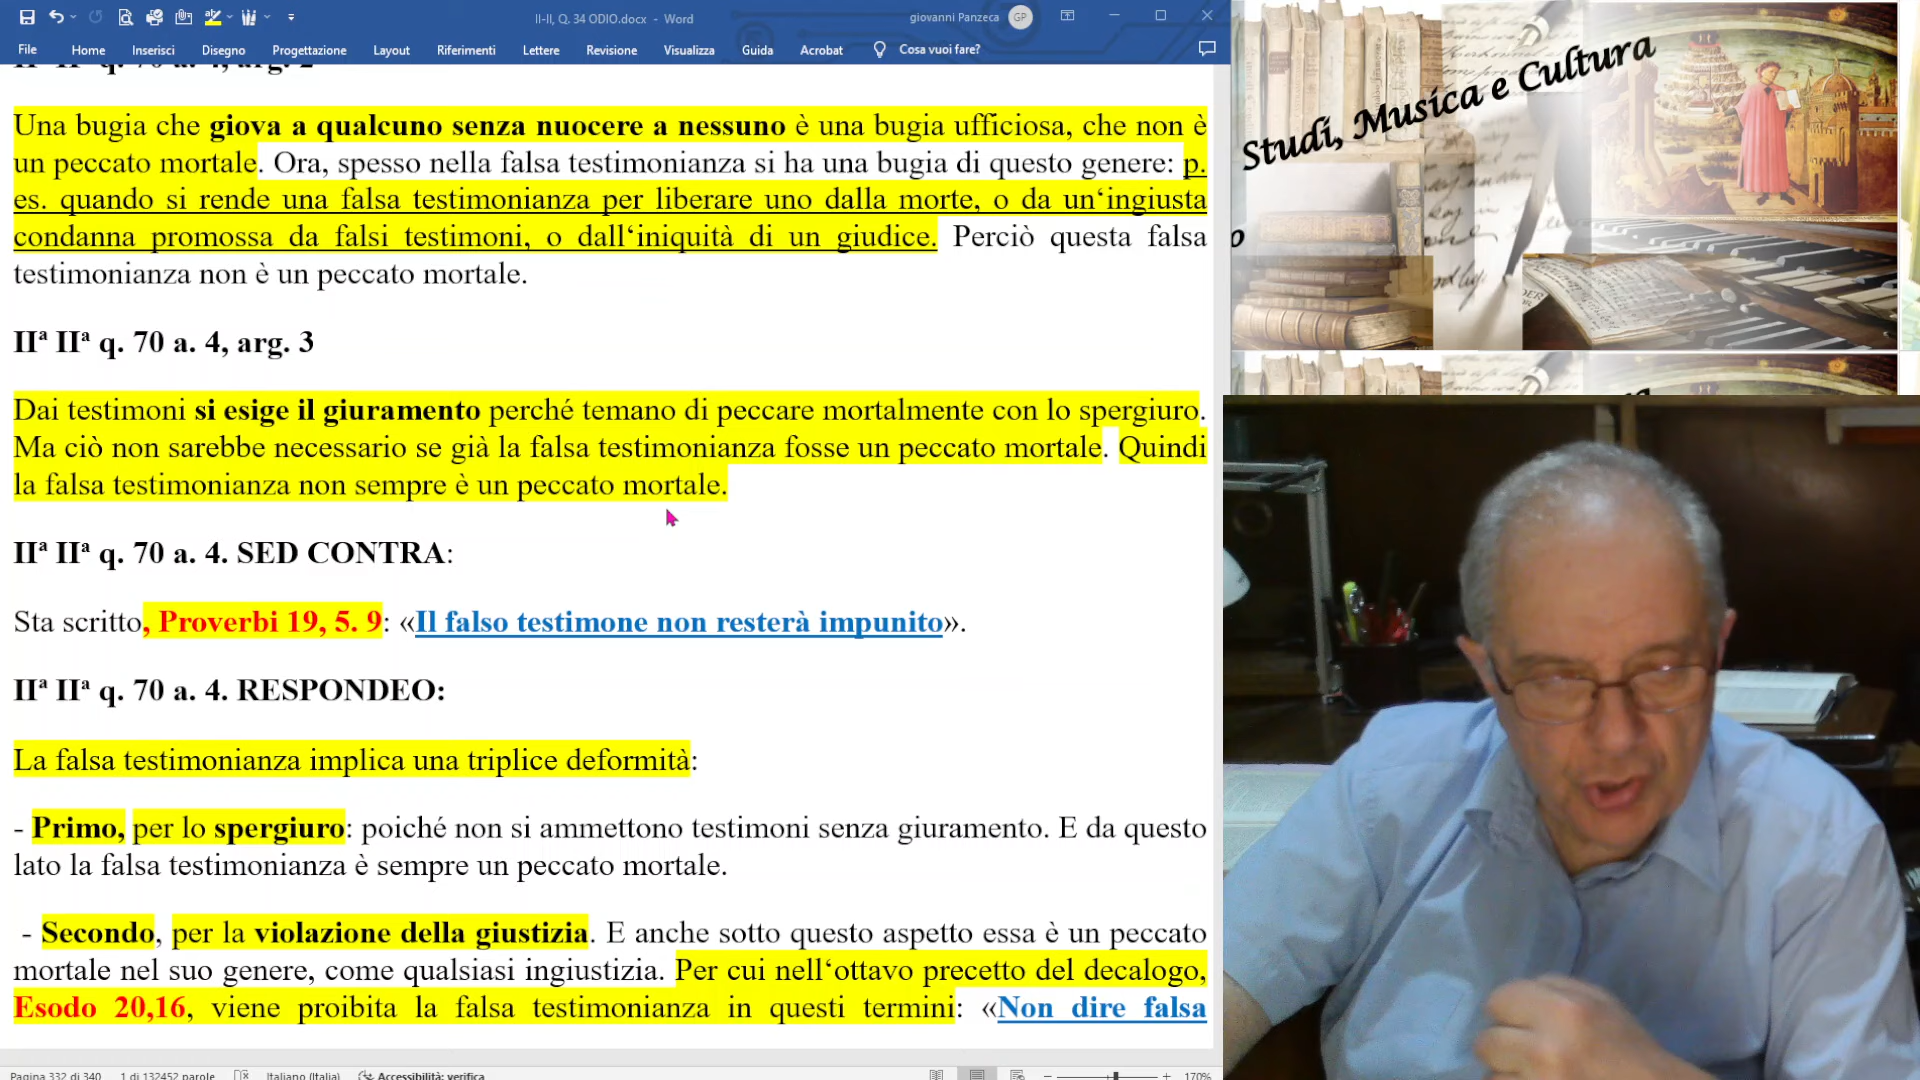 II-II, Q. 34 ODIO.docx - Word
giovanni Panzeca GP
File Home Inserisci Disegno Progettazione Layout Riferimenti Lettere Revisione Visualizza Guida Acrobat Cosa vuoi fare?
Una bugia che giova a qualcuno senza nuocere a nessuno è una bugia ufficiosa, che non è
un peccato mortale. Ora, spesso nella falsa testimonianza si ha una bugia di questo genere: p.
es. quando si rende una falsa testimonianza per liberare uno dalla morte, o da un‘ingiusta
condanna promossa da falsi testimoni, o dall‘iniquità di un giudice. Perciò questa falsa
testimonianza non è un peccato mortale.
IIª IIª q. 70 a. 4, arg. 3
Dai testimoni si esige il giuramento perché temano di peccare mortalmente con lo spergiuro.
Ma ciò non sarebbe necessario se già la falsa testimonianza fosse un peccato mortale. Quindi
la falsa testimonianza non sempre è un peccato mortale.
IIª IIª q. 70 a. 4. SED CONTRA:
Sta scritto, Proverbi 19, 5. 9: «Il falso testimone non resterà impunito».
IIª IIª q. 70 a. 4. RESPONDEO:
La falsa testimonianza implica una triplice deformità:
- Primo, per lo spergiuro: poiché non si ammettono testimoni senza giuramento. E da questo
lato la falsa testimonianza è sempre un peccato mortale.
- Secondo, per la violazione della giustizia. E anche sotto questo aspetto essa è un peccato
mortale nel suo genere, come qualsiasi ingiustizia. Per cui nell‘ottavo precetto del decalogo,
Esodo 20,16, viene proibita la falsa testimonianza in questi termini: «Non dire falsa
Pagina 332 di 340 1 di 132452 parole Italiano (Italia) Accessibilità: verifica 170%
Studi, Musica e Cultura